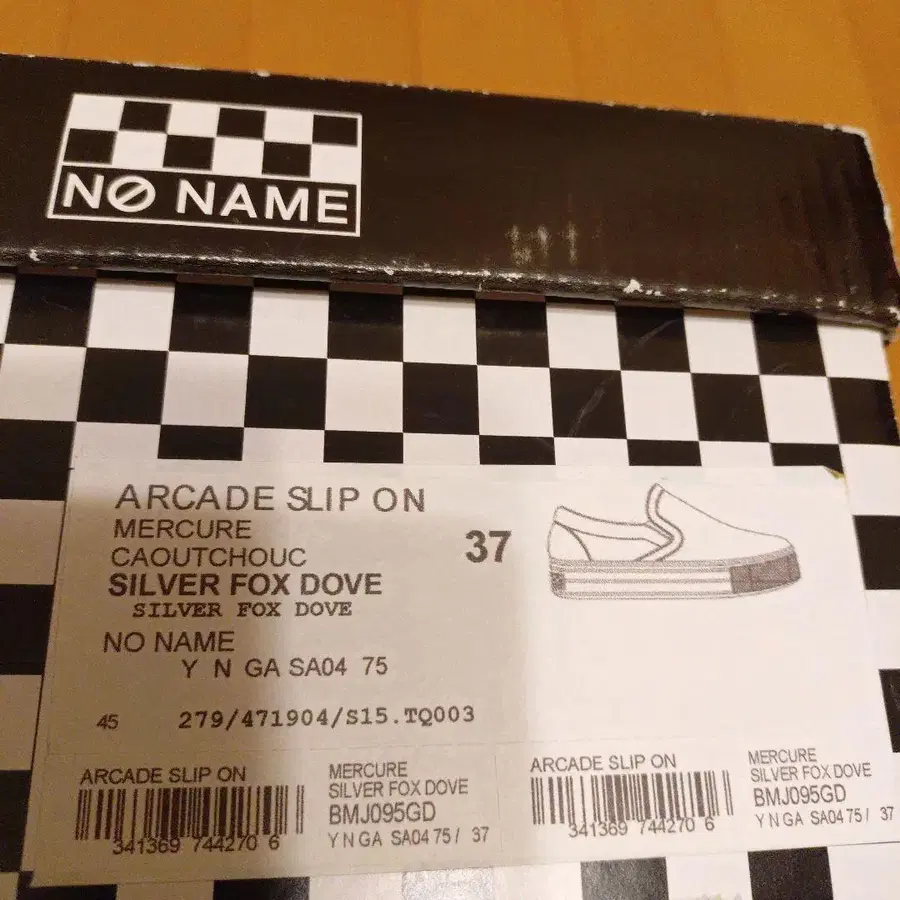 NO NAME
ARCADE SLIP ON
MERCURE
CAOUTCHOUC
37
SILVER FOX DOVE
SILVER FOX DOVE
NO NAME
Y N GA SA04 75
45 279/471904/S15.TQ003
ARCADE SLIP ON
341369 744270 6
MERCURE
SILVER FOX DOVE
BMJ095GD
Y N GA SA04 75 / 37
ARCADE SLIP ON
341369 744270 6
MERCURE
SILVER FOX DOVE
BMJ095GD
Y N GA SA04 75 / 37